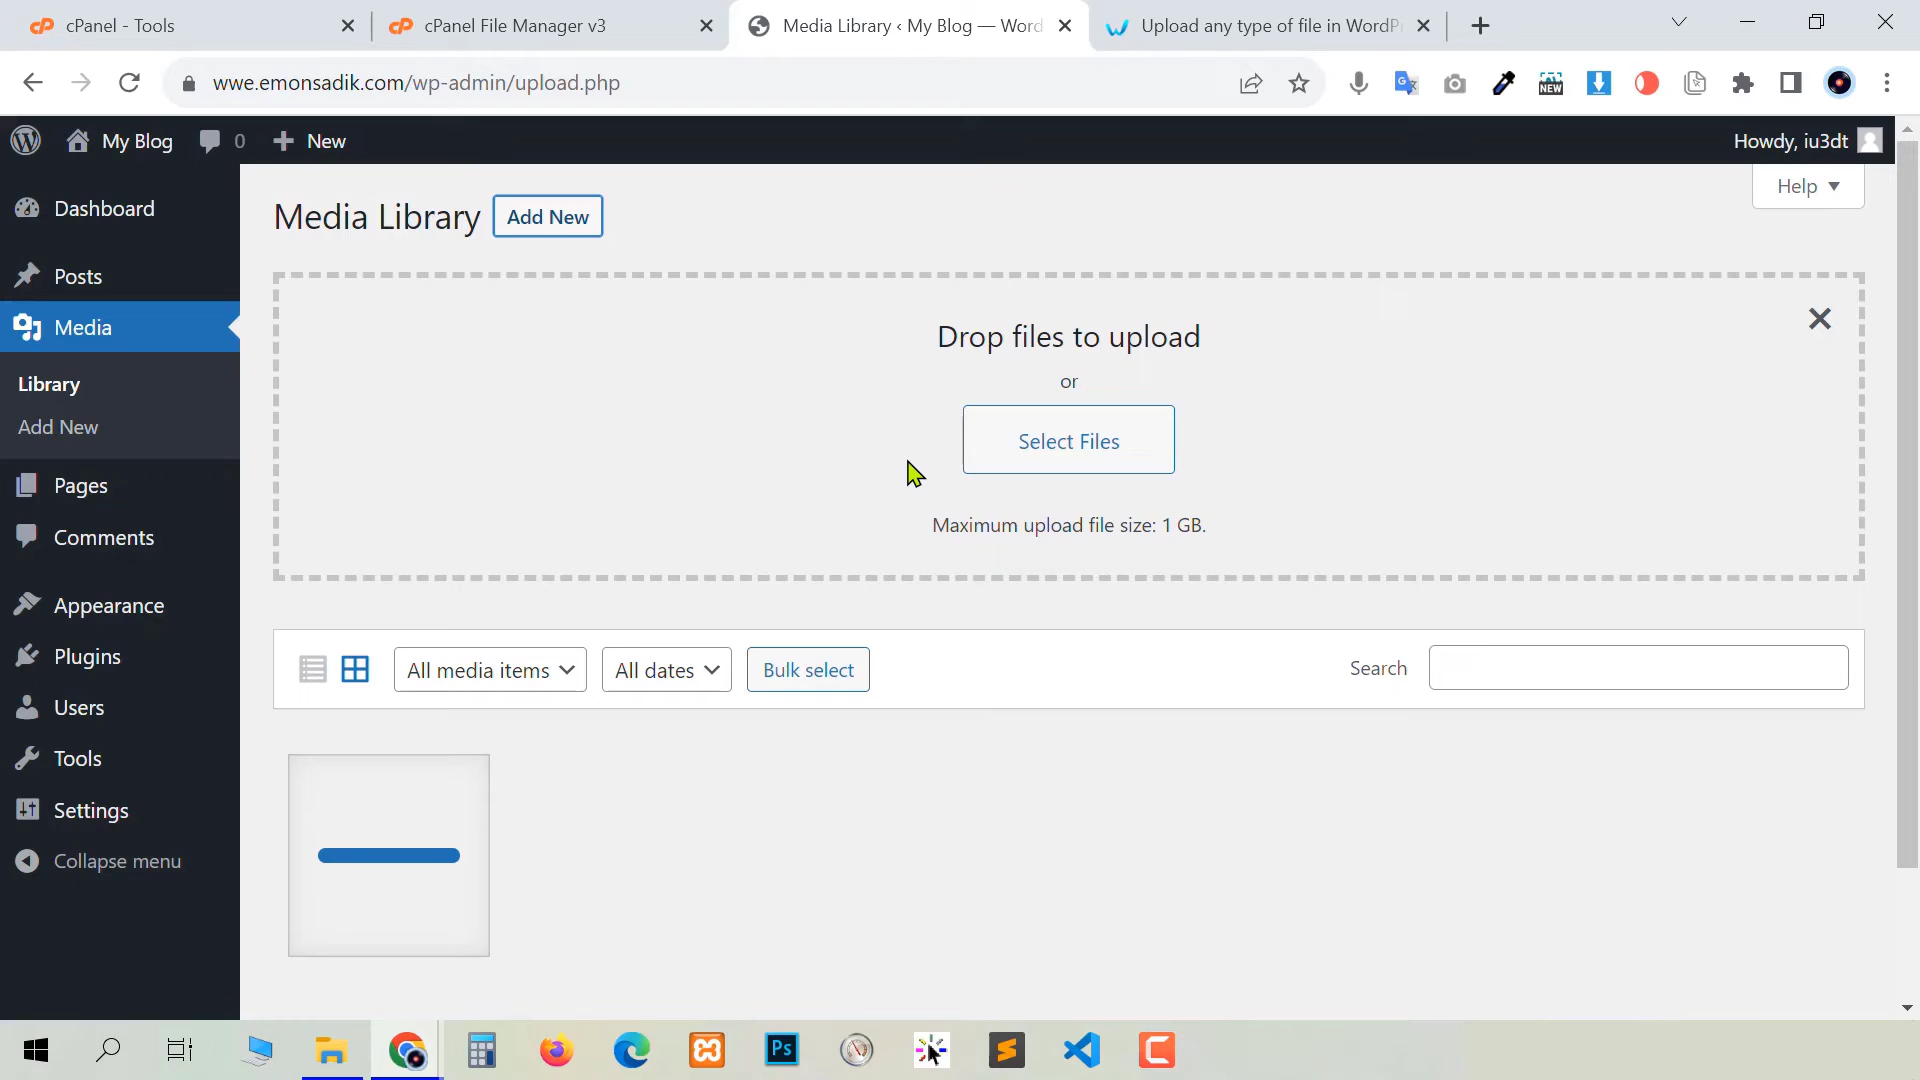 cPanel - Tools
cPanel File Manager v3
Media Library ‹ My Blog — Word
Upload any type of file in WordPr
wwe.emonsadik.com/wp-admin/upload.php
NEW
My Blog
0
New
Howdy, iu3dt
Help
Dashboard
Posts
Media
Library
Add New
Pages
Comments
Appearance
Plugins
Users
Tools
Settings
Collapse menu
Media Library
Add New
Drop files to upload
or
Select Files
Maximum upload file size: 1 GB.
All media items
All dates
Bulk select
Search
Ps